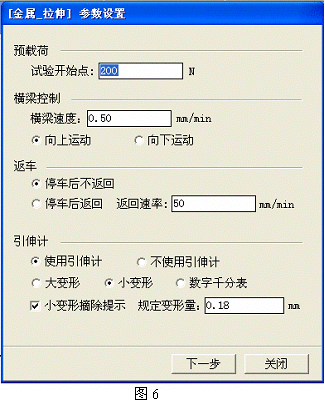 [金属_拉伸] 参数设置
预载荷
试验开始点: 200 N
横梁控制
横梁速度: 0.50 mm/min
向上运动 向下运动
返车
停车后不返回
停车后返回 返回速率: 50 mm/min
引伸计
使用引伸计 不使用引伸计
大变形 小变形 数字千分表
小变形摘除提示 规定变形量: 0.18 mm
下一步 关闭
图 6